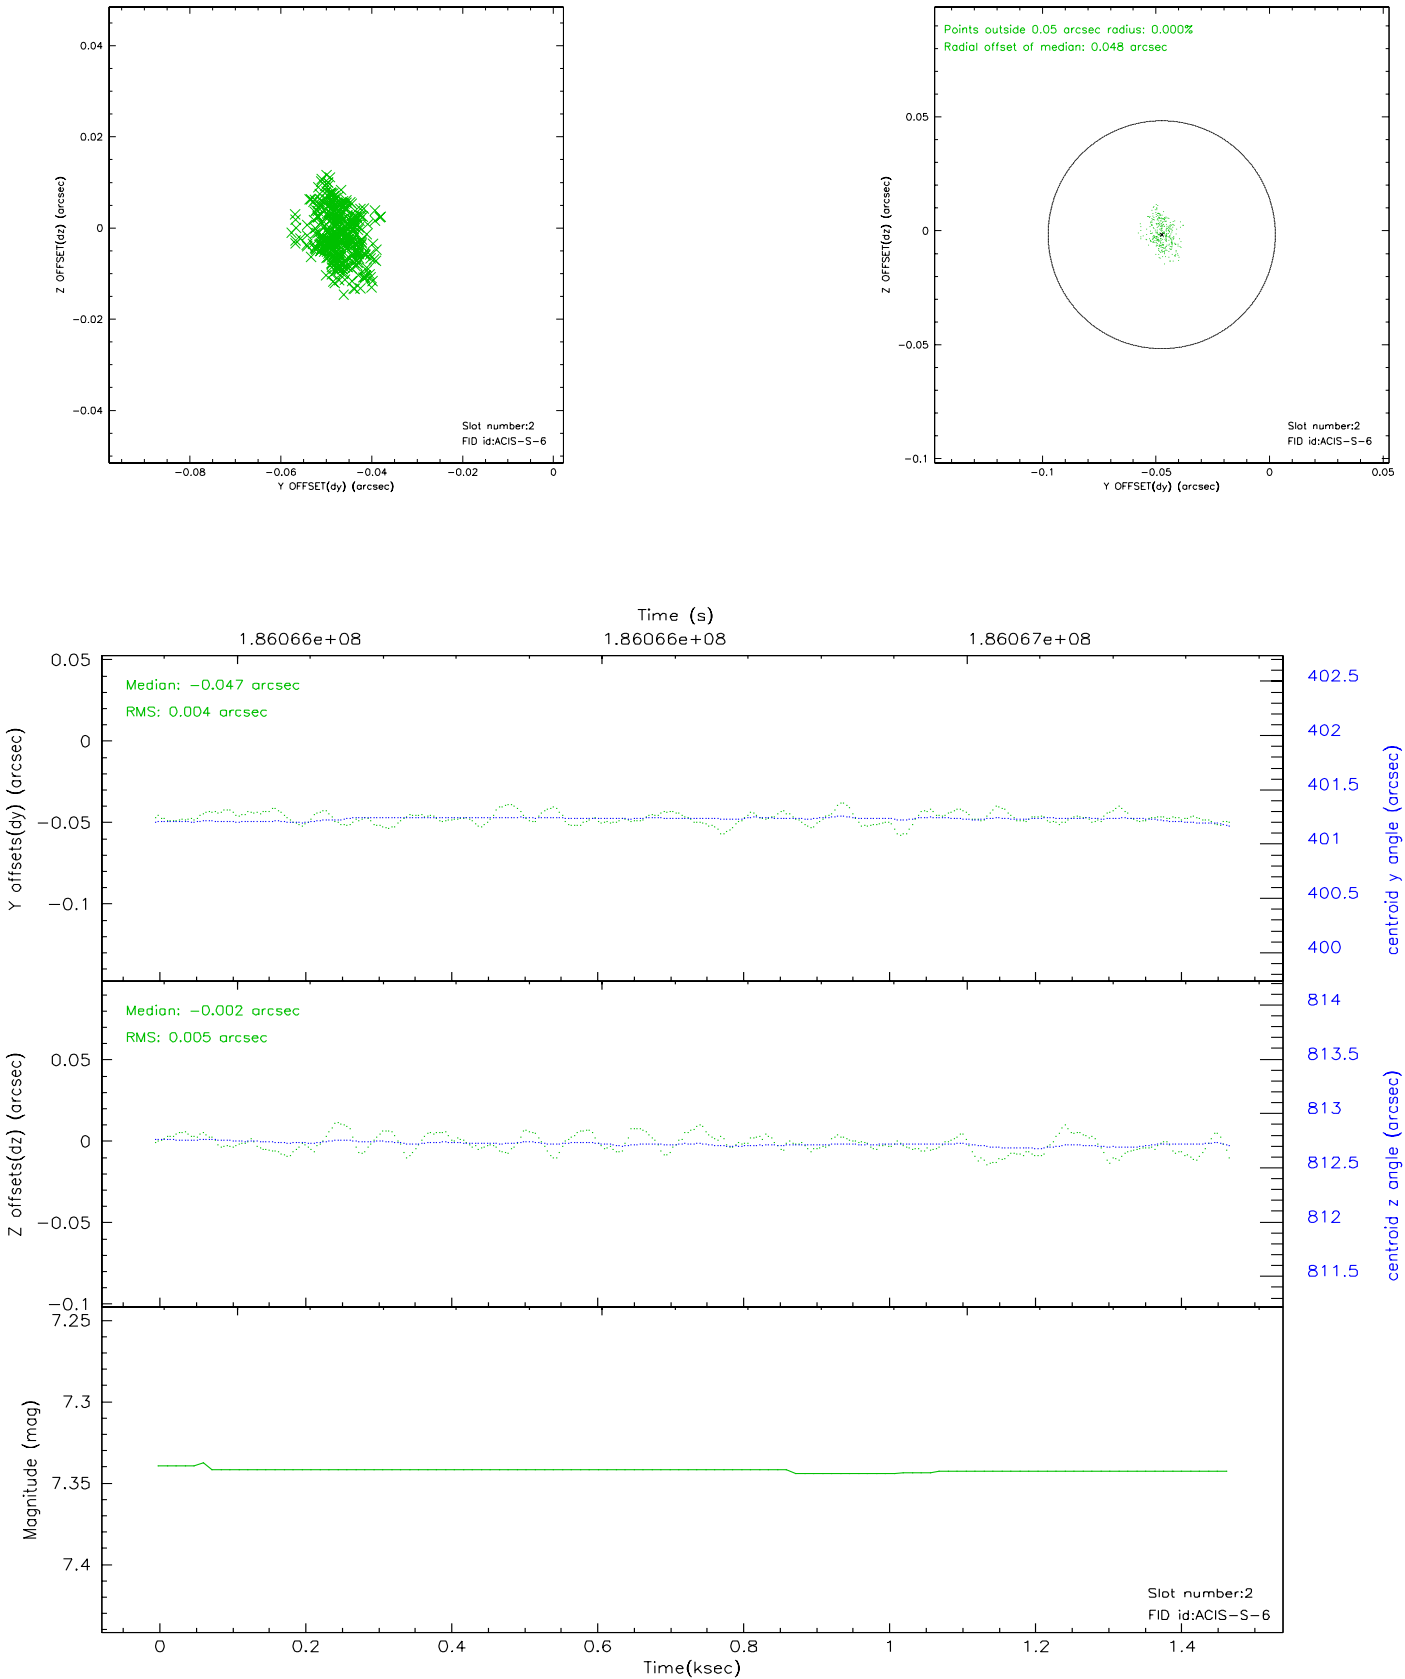 0.04
0.02
0
-0.02
-0.04
Z OFFSET(dz) (arcsec)
Slot number:2
FID id:ACIS-S-6
-0.08 -0.06 -0.04 -0.02 0
Y OFFSET(dy) (arcsec)
Points outside 0.05 arcsec radius: 0.000%
Radial offset of median: 0.048 arcsec
0.05
0
-0.05
-0.1
Z OFFSET(dz) (arcsec)
Slot number:2
FID id:ACIS-S-6
-0.1 -0.05 0 0.05
Y OFFSET(dy) (arcsec)
Time (s)
1.86066e+08 1.86066e+08 1.86067e+08
0.05
0
-0.05
-0.1
Y offsets(dy) (arcsec)
Median: -0.047 arcsec
RMS: 0.004 arcsec
402.5
402
401.5
401
400.5
400
centroid y angle (arcsec)
0.05
0
-0.05
-0.1
Z offsets(dz) (arcsec)
Median: -0.002 arcsec
RMS: 0.005 arcsec
814
813.5
813
812.5
812
811.5
centroid z angle (arcsec)
7.25
7.3
7.35
7.4
Magnitude (mag)
Slot number:2
FID id:ACIS-S-6
0 0.2 0.4 0.6 0.8 1 1.2 1.4
Time(ksec)